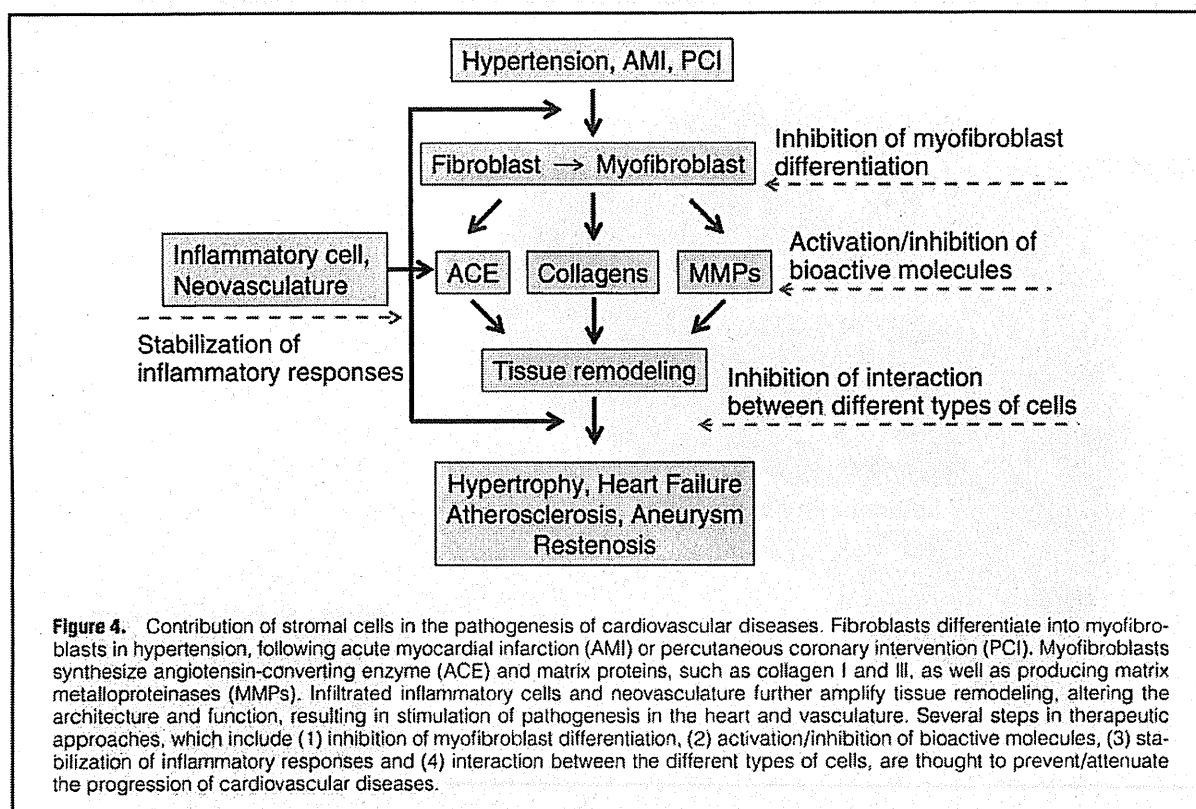 Hypertension, AMI, PCI
Inhibition of myofibroblast
differentiation
Fibroblast → Myofibroblast
Inflammatory cell,
Neovasculature
ACE
Collagens
MMPs
Activation/inhibition of
bioactive molecules
Stabilization of
inflammatory responses
Tissue remodeling
Inhibition of interaction
between different types of cells
Hypertrophy, Heart Failure
Atherosclerosis, Aneurysm
Restenosis
Figure 4. Contribution of stromal cells in the pathogenesis of cardiovascular diseases. Fibroblasts differentiate into myofibro-
blasts in hypertension, following acute myocardial infarction (AMI) or percutaneous coronary intervention (PCI). Myofibroblasts
synthesize angiotensin-converting enzyme (ACE) and matrix proteins, such as collagen I and III, as well as producing matrix
metalloproteinases (MMPs). Infiltrated inflammatory cells and neovasculature further amplify tissue remodeling, altering the
architecture and function, resulting in stimulation of pathogenesis in the heart and vasculature. Several steps in therapeutic
approaches, which include (1) inhibition of myofibroblast differentiation, (2) activation/inhibition of bioactive molecules, (3) sta-
bilization of inflammatory responses and (4) interaction between the different types of cells, are thought to prevent/attenuate
the progression of cardiovascular diseases.